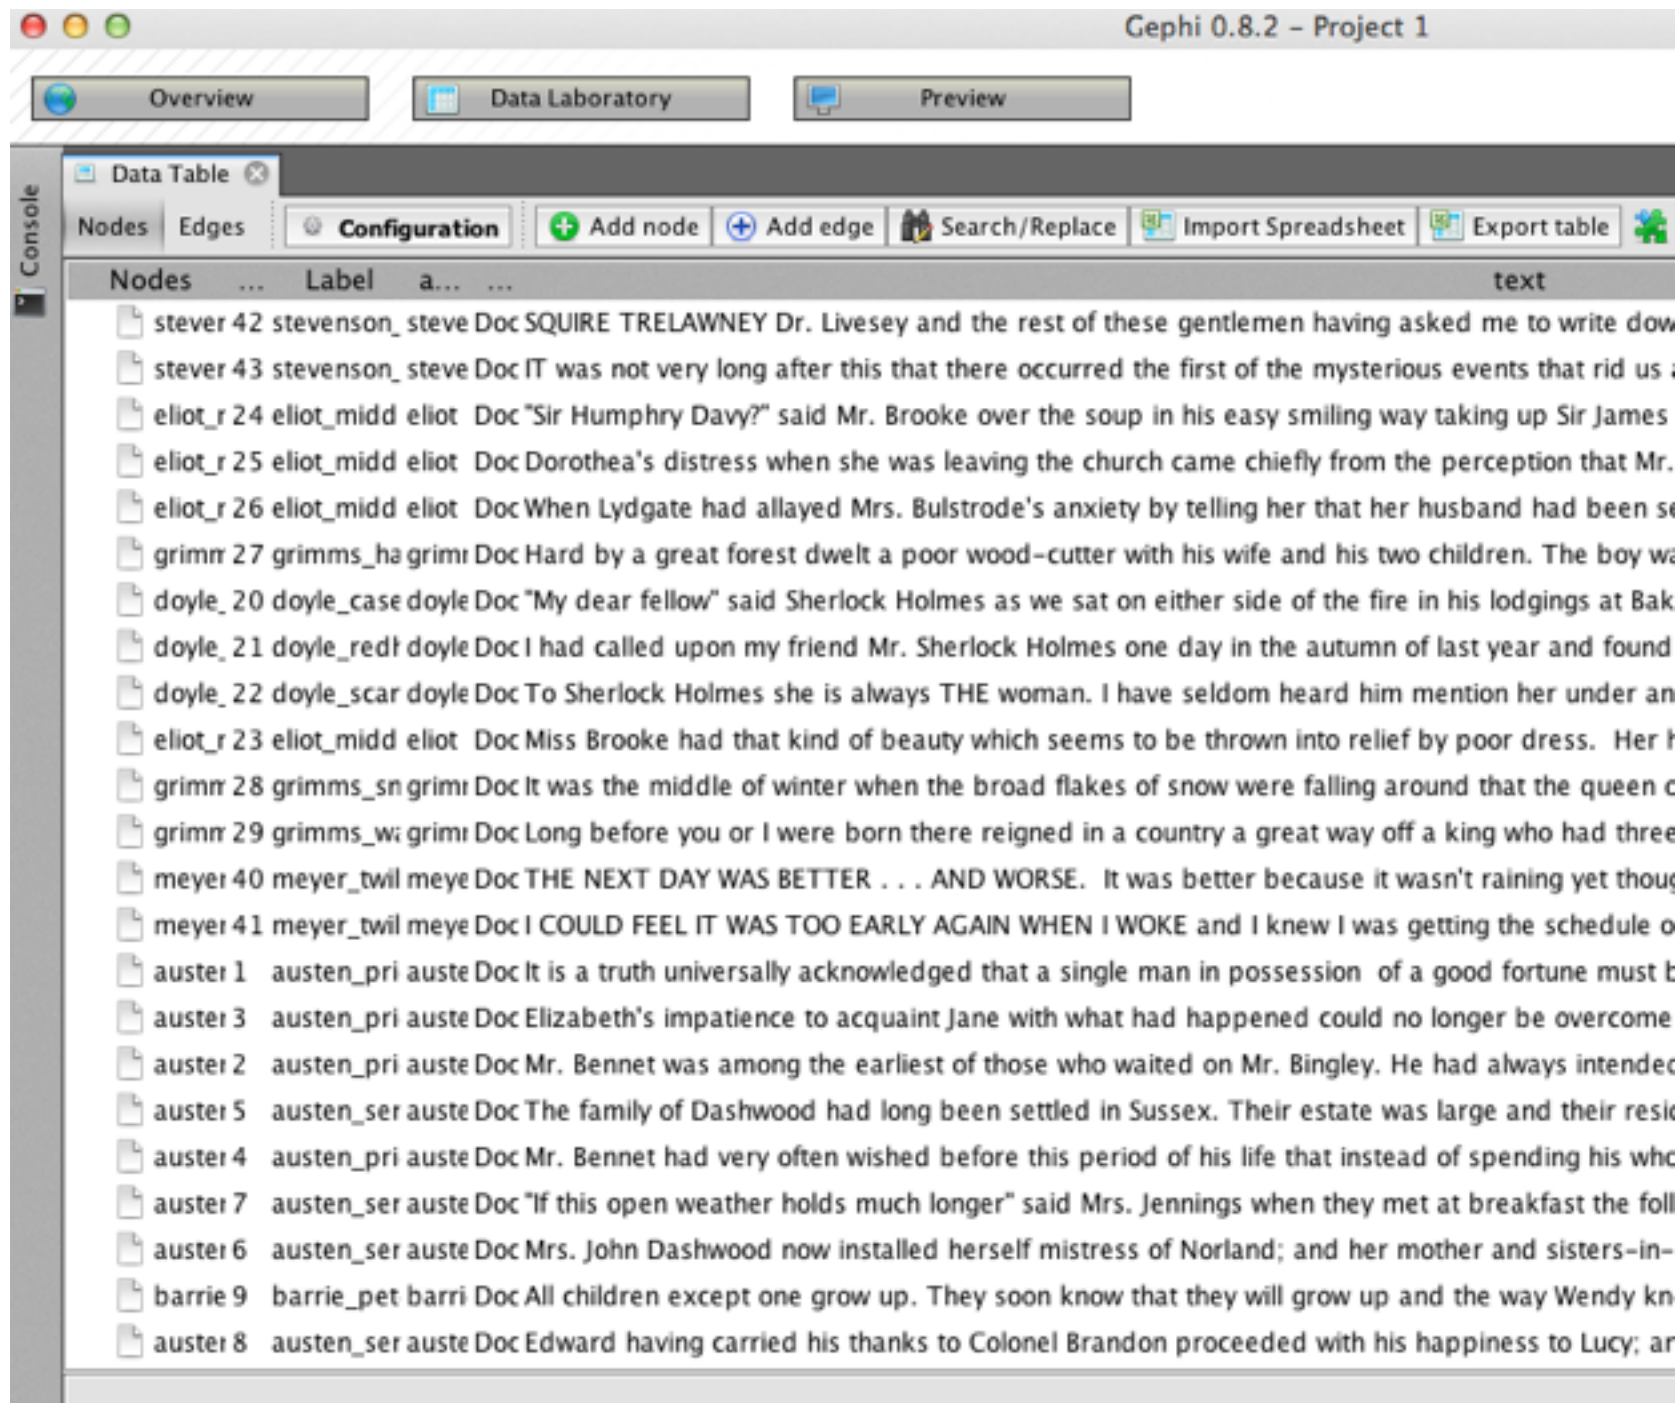 Gephi 0.8.2 – Project 1
Overview Data Laboratory Preview
Console
Data Table
Nodes Edges Configuration Add node Add edge Search/Replace Import Spreadsheet Export table
Nodes ... Label a... ... text
stever 42 stevenson_ steve Doc SQUIRE TRELAWNEY Dr. Livesey and the rest of these gentlemen having asked me to write dow
stever 43 stevenson_ steve Doc IT was not very long after this that there occurred the first of the mysterious events that rid us a
eliot_r 24 eliot_midd eliot Doc "Sir Humphry Davy?" said Mr. Brooke over the soup in his easy smiling way taking up Sir James
eliot_r 25 eliot_midd eliot Doc Dorothea's distress when she was leaving the church came chiefly from the perception that Mr.
eliot_r 26 eliot_midd eliot Doc When Lydgate had allayed Mrs. Bulstrode's anxiety by telling her that her husband had been se
grimm 27 grimms_ha grimr Doc Hard by a great forest dwelt a poor wood-cutter with his wife and his two children. The boy wa
doyle_ 20 doyle_case doyle Doc "My dear fellow" said Sherlock Holmes as we sat on either side of the fire in his lodgings at Bak
doyle_ 21 doyle_redh doyle Doc I had called upon my friend Mr. Sherlock Holmes one day in the autumn of last year and found
doyle_ 22 doyle_scar doyle Doc To Sherlock Holmes she is always THE woman. I have seldom heard him mention her under an
eliot_r 23 eliot_midd eliot Doc Miss Brooke had that kind of beauty which seems to be thrown into relief by poor dress. Her h
grimm 28 grimms_sn grimr Doc It was the middle of winter when the broad flakes of snow were falling around that the queen o
grimm 29 grimms_wa grimr Doc Long before you or I were born there reigned in a country a great way off a king who had three
meyer 40 meyer_twil meye Doc THE NEXT DAY WAS BETTER . . . AND WORSE. It was better because it wasn't raining yet thoug
meyer 41 meyer_twil meye Doc I COULD FEEL IT WAS TOO EARLY AGAIN WHEN I WOKE and I knew I was getting the schedule o
auster 1 austen_pri auste Doc It is a truth universally acknowledged that a single man in possession of a good fortune must b
auster 3 austen_pri auste Doc Elizabeth's impatience to acquaint Jane with what had happened could no longer be overcome
auster 2 austen_pri auste Doc Mr. Bennet was among the earliest of those who waited on Mr. Bingley. He had always intended
auster 5 austen_ser auste Doc The family of Dashwood had long been settled in Sussex. Their estate was large and their resid
auster 4 austen_pri auste Doc Mr. Bennet had very often wished before this period of his life that instead of spending his who
auster 7 austen_ser auste Doc "If this open weather holds much longer" said Mrs. Jennings when they met at breakfast the foll
auster 6 austen_ser auste Doc Mrs. John Dashwood now installed herself mistress of Norland; and her mother and sisters-in-
barrie 9 barrie_pet barri Doc All children except one grow up. They soon know that they will grow up and the way Wendy kn
auster 8 austen_ser auste Doc Edward having carried his thanks to Colonel Brandon proceeded with his happiness to Lucy; an